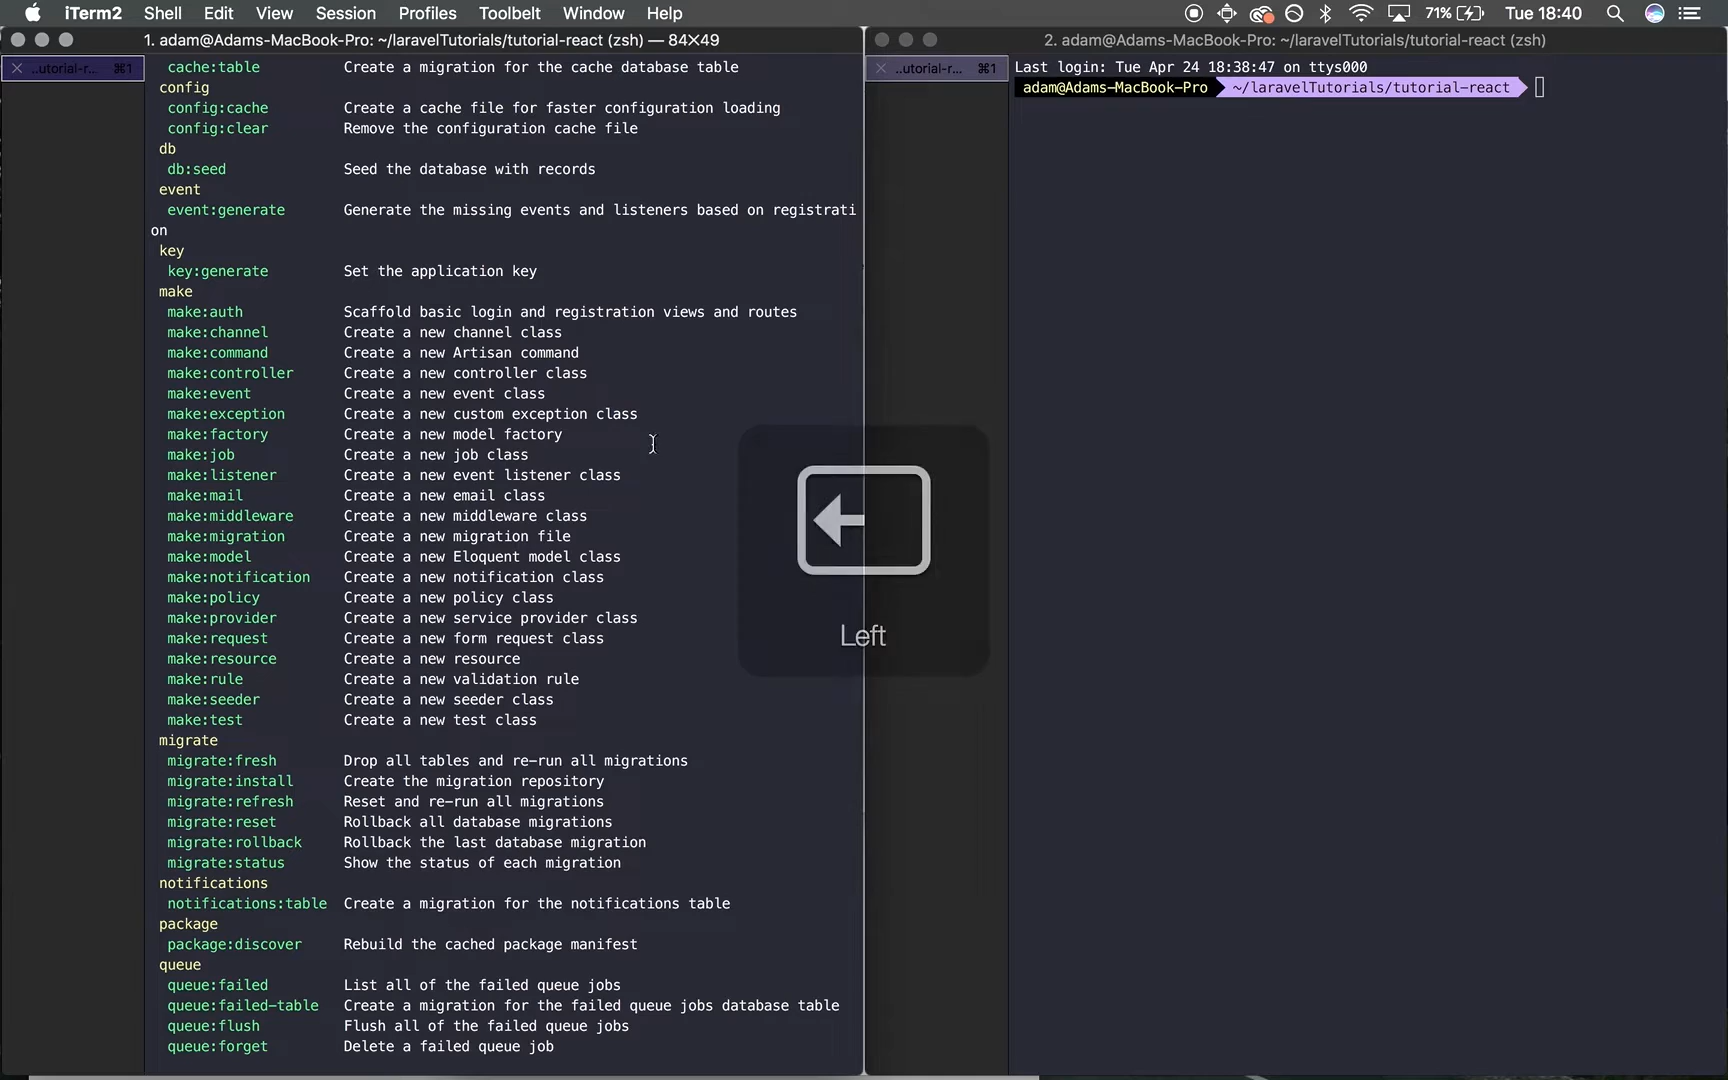 iTerm2 Shell Edit View Session Profiles Toolbelt Window Help 71% Tue 18:40
1. adam@Adams-MacBook-Pro: ~/laravelTutorials/tutorial-react (zsh) — 84×49
..utorial-r... ⌘1
cache:table Create a migration for the cache database table
config
config:cache Create a cache file for faster configuration loading
config:clear Remove the configuration cache file
db
db:seed Seed the database with records
event
event:generate Generate the missing events and listeners based on registrati
on
key
key:generate Set the application key
make
make:auth Scaffold basic login and registration views and routes
make:channel Create a new channel class
make:command Create a new Artisan command
make:controller Create a new controller class
make:event Create a new event class
make:exception Create a new custom exception class
make:factory Create a new model factory
make:job Create a new job class
make:listener Create a new event listener class
make:mail Create a new email class
make:middleware Create a new middleware class
make:migration Create a new migration file
make:model Create a new Eloquent model class
make:notification Create a new notification class
make:policy Create a new policy class
make:provider Create a new service provider class
make:request Create a new form request class
make:resource Create a new resource
make:rule Create a new validation rule
make:seeder Create a new seeder class
make:test Create a new test class
migrate
migrate:fresh Drop all tables and re-run all migrations
migrate:install Create the migration repository
migrate:refresh Reset and re-run all migrations
migrate:reset Rollback all database migrations
migrate:rollback Rollback the last database migration
migrate:status Show the status of each migration
notifications
notifications:table Create a migration for the notifications table
package
package:discover Rebuild the cached package manifest
queue
queue:failed List all of the failed queue jobs
queue:failed-table Create a migration for the failed queue jobs database table
queue:flush Flush all of the failed queue jobs
queue:forget Delete a failed queue job
Left
2. adam@Adams-MacBook-Pro: ~/laravelTutorials/tutorial-react (zsh)
..utorial-r... ⌘1
Last login: Tue Apr 24 18:38:47 on ttys000
adam@Adams-MacBook-Pro ~/laravelTutorials/tutorial-react